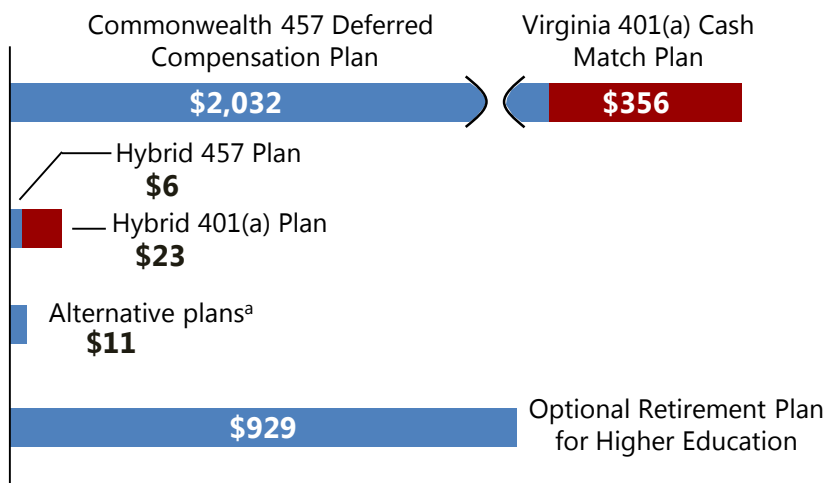 Commonwealth 457 Deferred
Compensation Plan
Virginia 401(a) Cash
Match Plan
$2,032
$356
Hybrid 457 Plan
$6
Hybrid 401(a) Plan
$23
Alternative plansᵃ
$11
$929
Optional Retirement Plan
for Higher Education